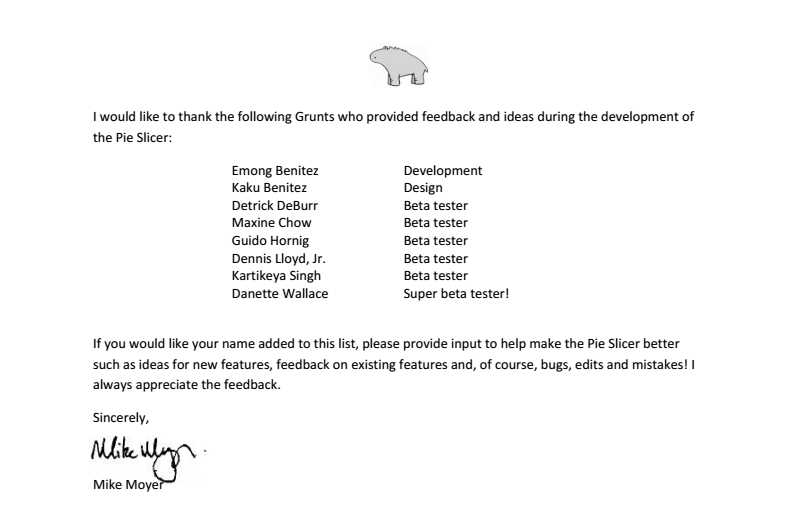 I would like to thank the following Grunts who provided feedback and ideas during the development of
the Pie Slicer:
Emong Benitez Development
Kaku Benitez Design
Detrick DeBurr Beta tester
Maxine Chow Beta tester
Guido Hornig Beta tester
Dennis Lloyd, Jr. Beta tester
Kartikeya Singh Beta tester
Danette Wallace Super beta tester!
If you would like your name added to this list, please provide input to help make the Pie Slicer better
such as ideas for new features, feedback on existing features and, of course, bugs, edits and mistakes! I
always appreciate the feedback.
Sincerely,
Mike Moyer
Mike Moyer